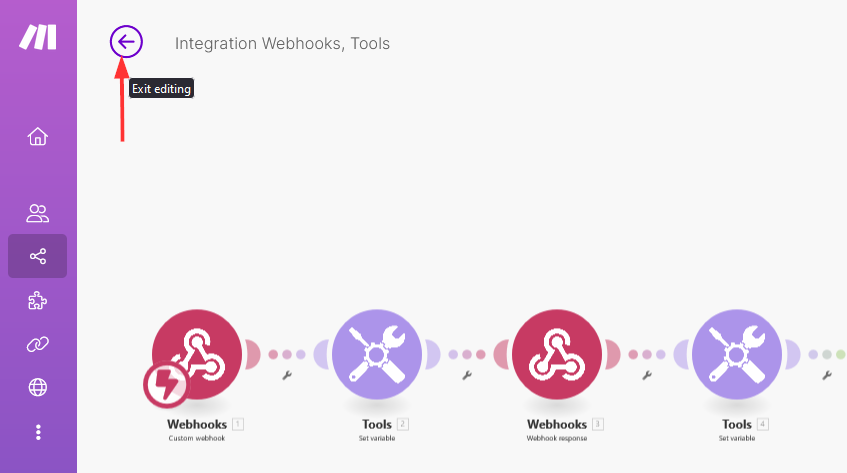 Integration Webhooks, Tools
Exit editing
Webhooks 1
Custom webhook
Tools 2
Set variable
Webhooks 3
Webhook response
Tools 4
Set variable